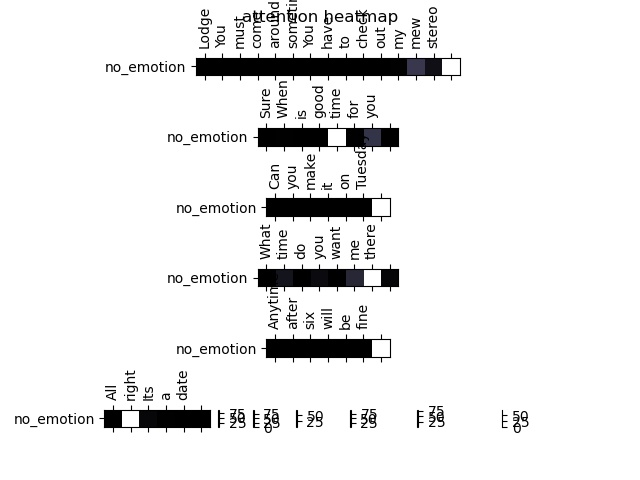 attention heatmap
Lodge You must come around You have to check out my mew stereo
no_emotion
Sure When is good time for you
no_emotion
Can you make it on Tuesday
no_emotion
What time do you want me there
no_emotion
after six will be fine
no_emotion
All right Its a date
no_emotion
75 75 50 75 75 50
50 50 25 50 50 25
25 25 25 25 0
0